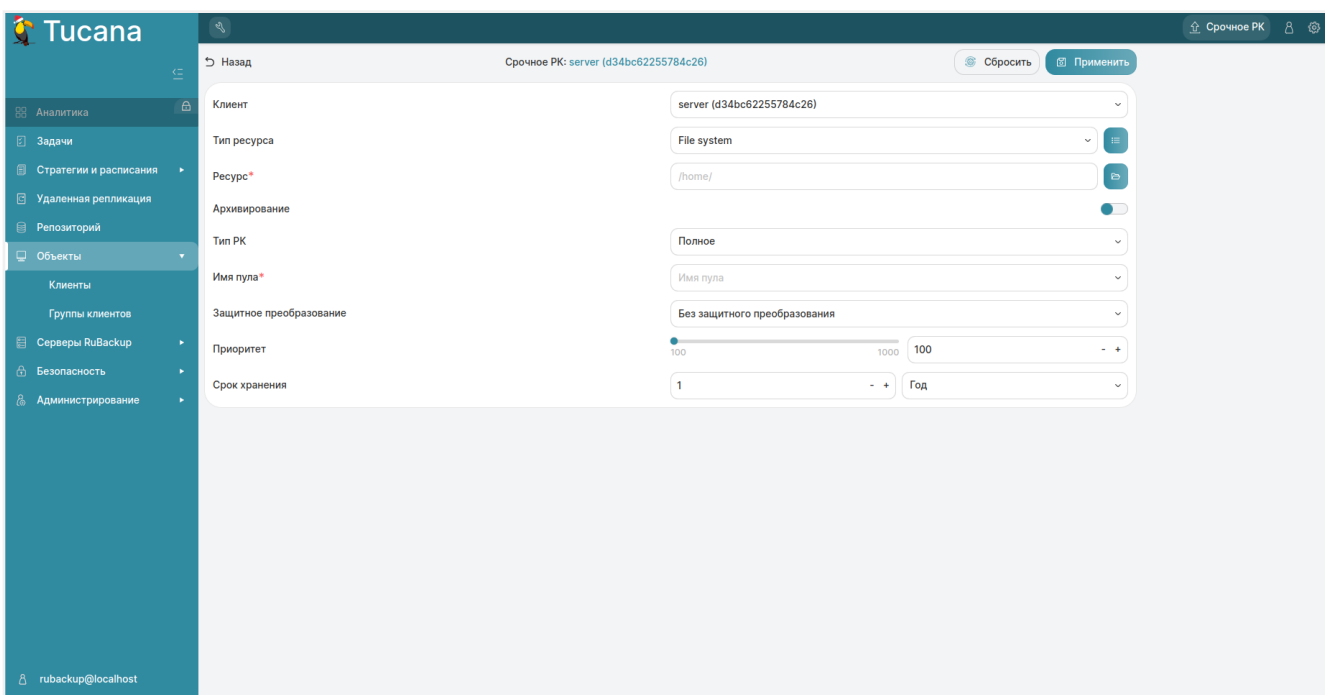 Tucana
Срочное РК
Назад
Срочное РК: server (d34bc62255784c26)
Сбросить
Применить
Аналитика
Задачи
Стратегии и расписания
Удаленная репликация
Репозиторий
Объекты
Клиенты
Группы клиентов
Серверы RuBackup
Безопасность
Администрирование
rubackup@localhost
Клиент
server (d34bc62255784c26)
Тип ресурса
File system
Ресурс*
/home/
Архивирование
Тип РК
Полное
Имя пула*
Имя пула
Защитное преобразование
Без защитного преобразования
Приоритет
100
1000
100
- +
Срок хранения
1
- +
Год